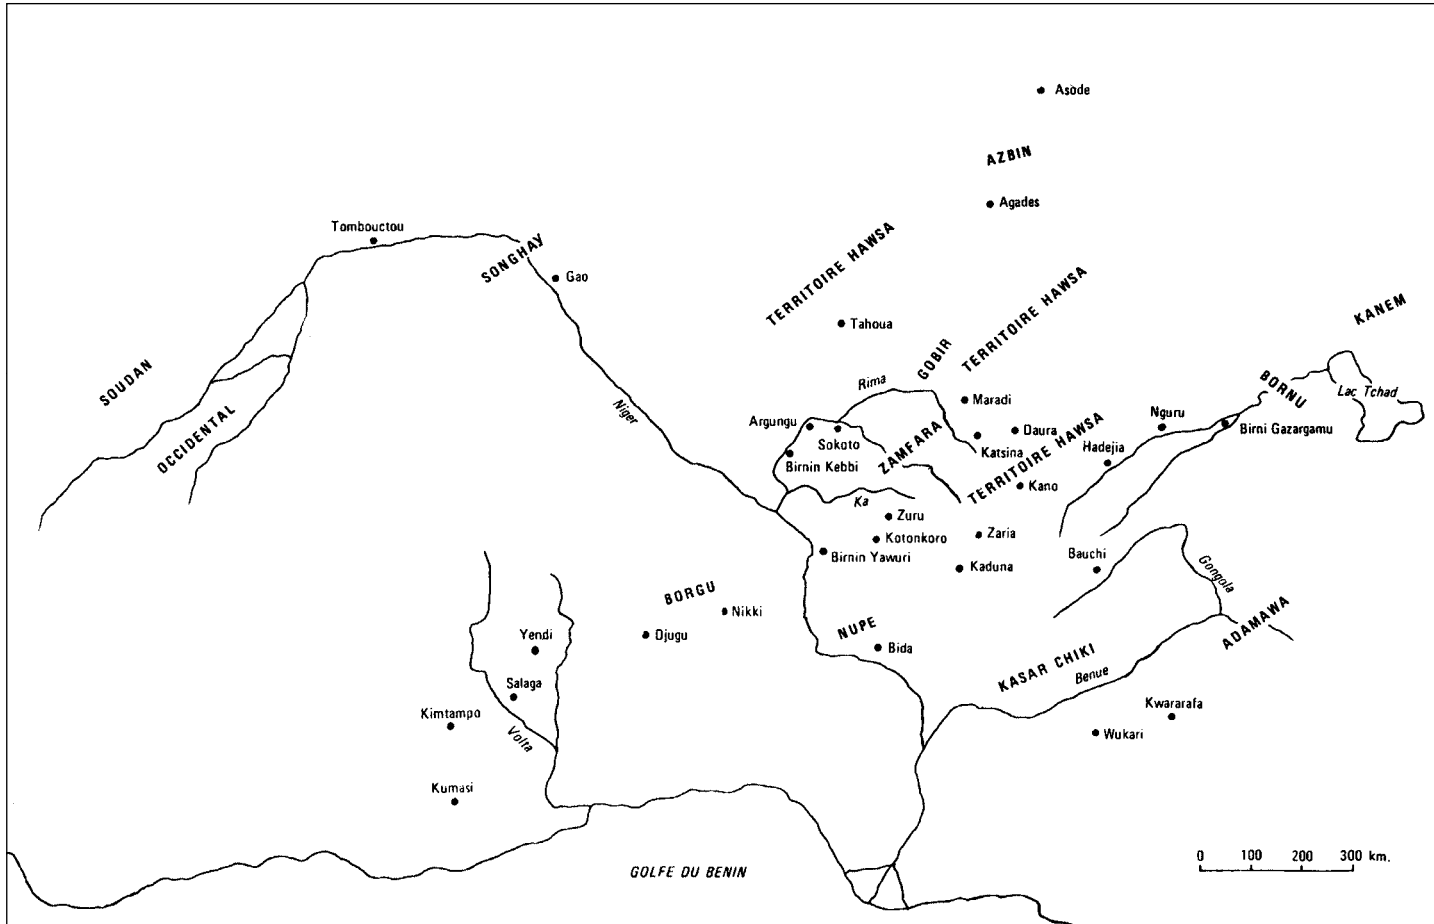 Asòde
AZBIN
Agades
Tombouctou
SONGHAY
Gao
TERRITOIRE HAWSA
TERRITOIRE HAWSA
Tahoua
KANEM
GOBIR
SOUDAN
Rima
BORNU
Lac Tchad
Niger
Maradi
OCCIDENTAL
Argungu
Sokoto
ZAMFARA
Katsina
Daura
Nguru
Birni Gazargamu
Hadejia
Birnin Kebbi
TERRITOIRE HAWSA
Kano
Ka
Zuru
Kotonkoro
Zaria
Birnin Yawuri
Kaduna
Bauchi
Gongola
BORGU
Nikki
Djugu
Yendi
NUPE
Bida
ADAMAWA
KASAR CHIKI
Benue
Salaga
Kimtampo
Volta
Kwararafa
Wukari
Kumasi
GOLFE DU BENIN
0 100 200 300 km.